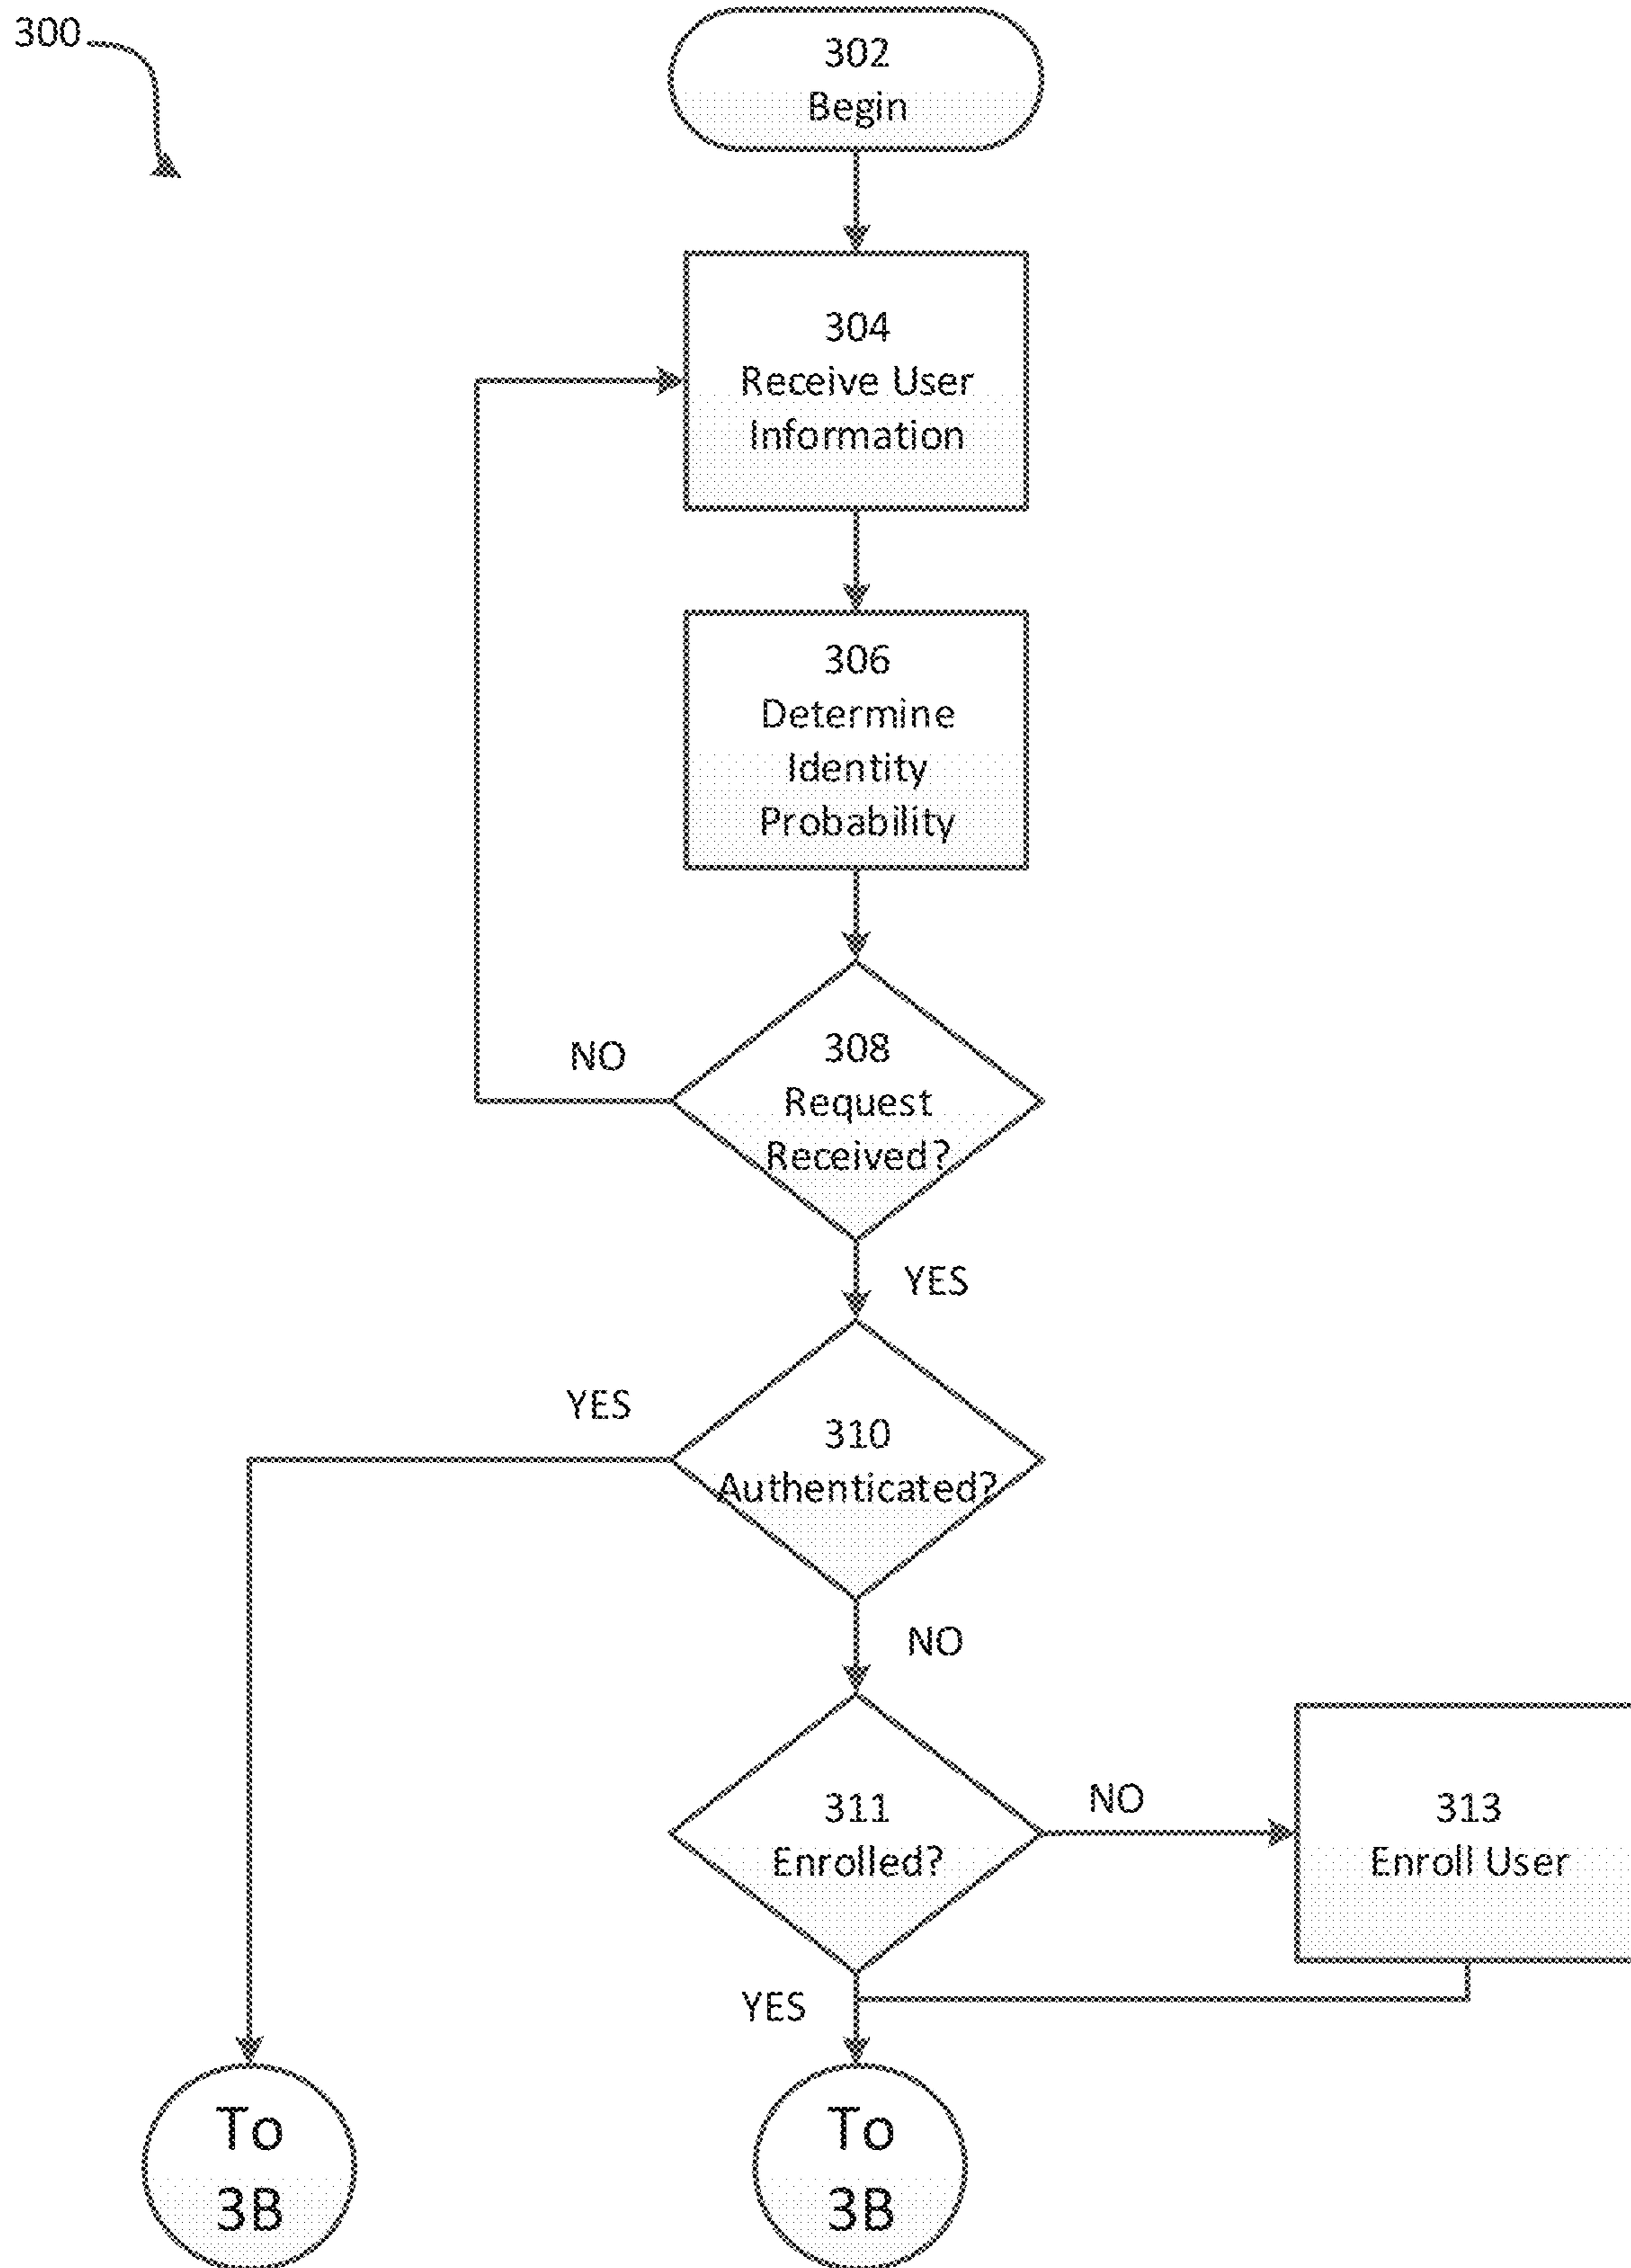 300
302
Begin
304
Receive User
Information
306
Determine
Identity
Probability
NO
308
Request
Received?
YES
YES
310
Authenticated?
NO
311
Enrolled?
NO
313
Enroll User
YES
To
3B
To
3B